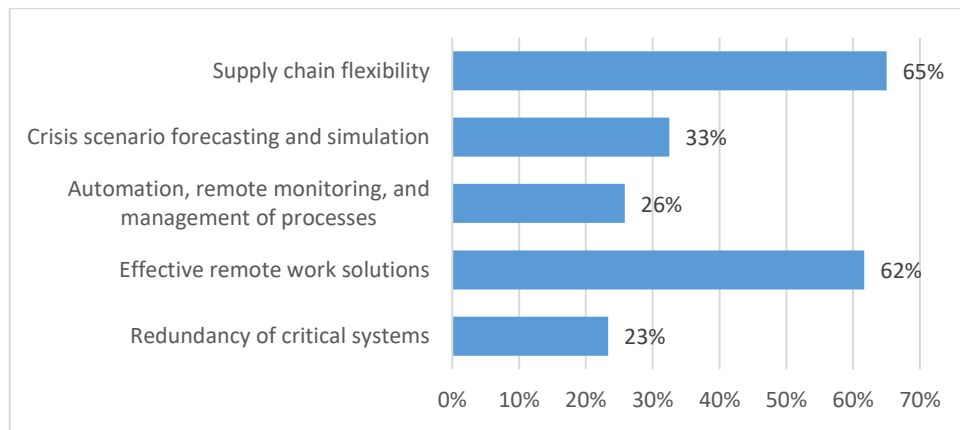 Supply chain flexibility
65%
Crisis scenario forecasting and simulation
33%
Automation, remote monitoring, and
management of processes
26%
Effective remote work solutions
62%
Redundancy of critical systems
23%
0% 10% 20% 30% 40% 50% 60% 70%